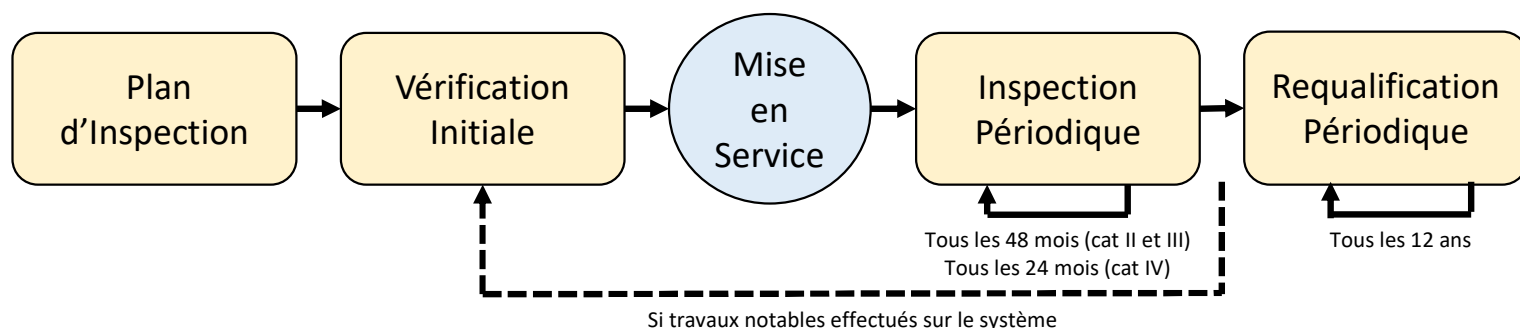 Plan
d’Inspection
Vérification
Initiale
Mise
en
Service
Inspection
Périodique
Requalification
Périodique
Tous les 48 mois (cat II et III)
Tous les 24 mois (cat IV)
Tous les 12 ans
Si travaux notables effectués sur le système